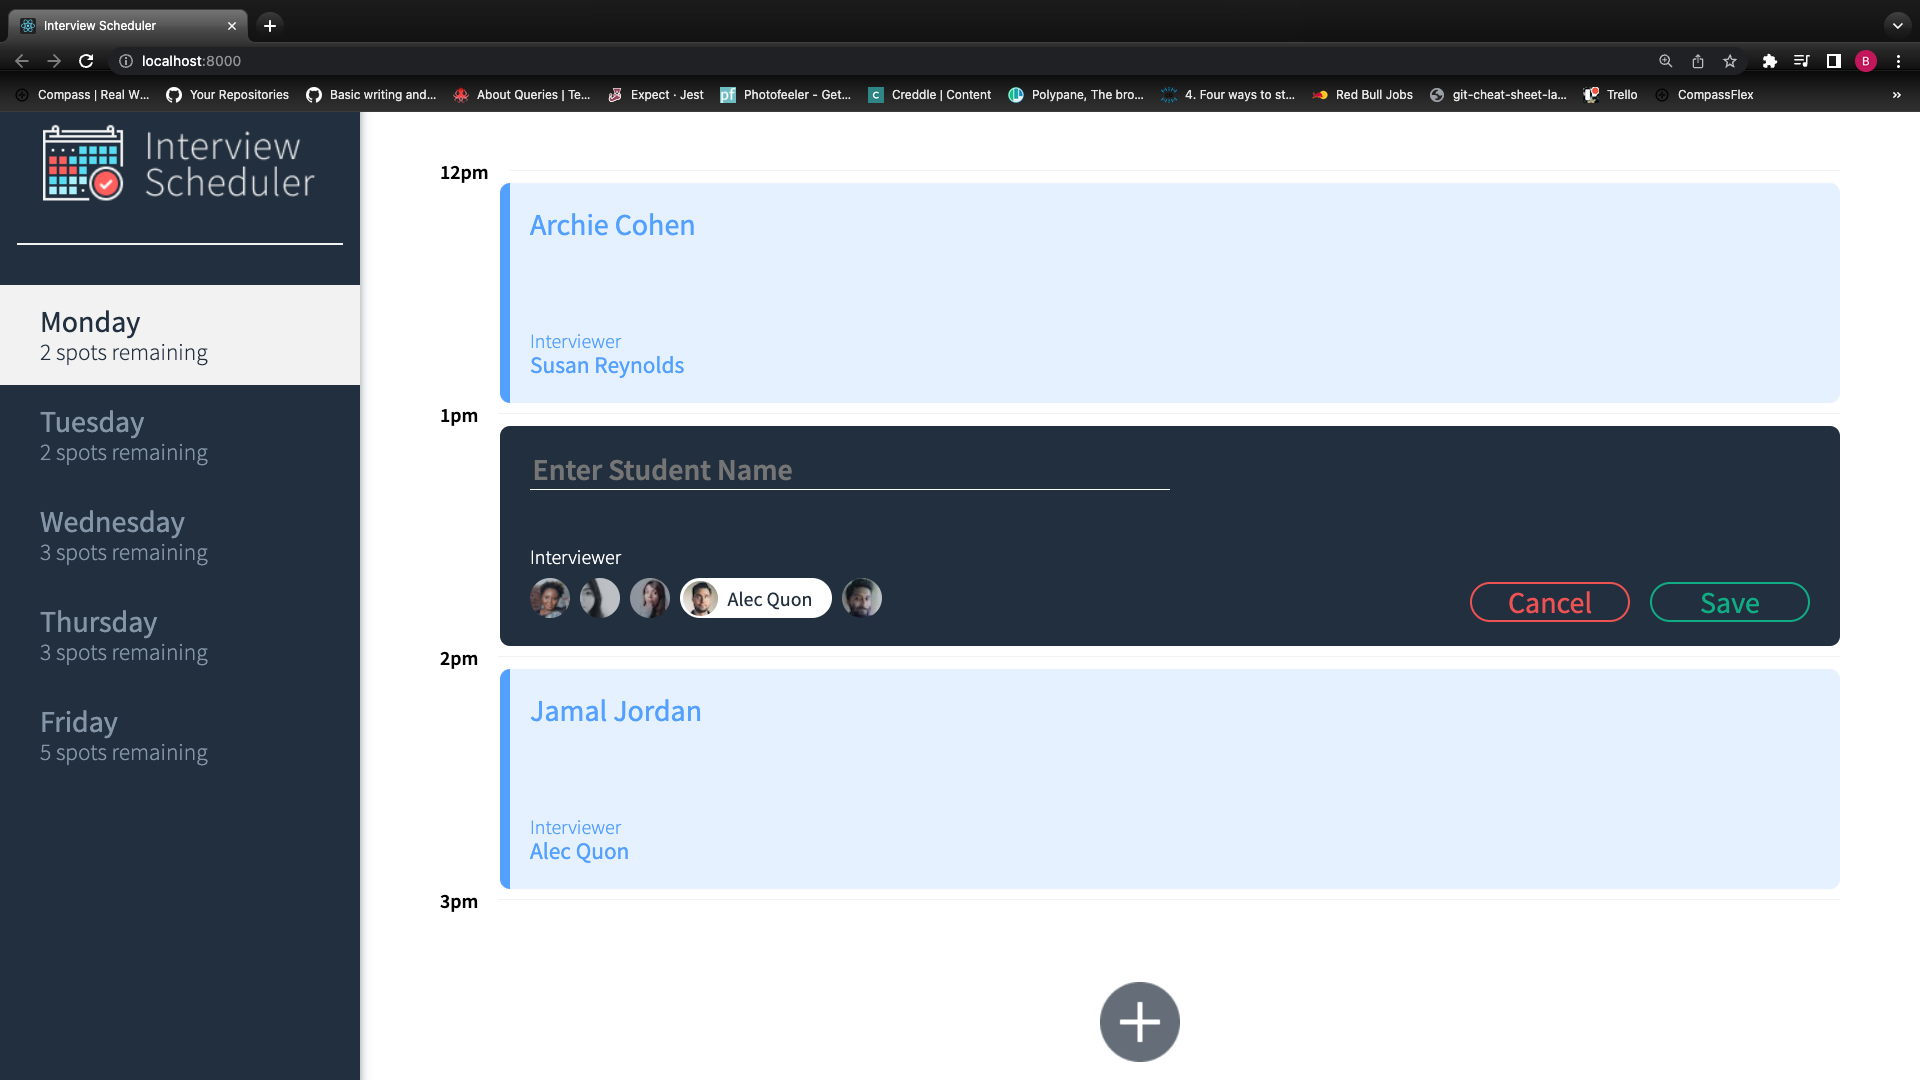 Interview Scheduler
localhost:8000
B
Compass | Real W...
Your Repositories
Basic writing and...
About Queries | Te...
Expect · Jest
pf
Photofeeler - Get...
C
Creddle | Content
Polypane, The bro...
4. Four ways to st...
Red Bull Jobs
git-cheat-sheet-la...
Trello
CompassFlex
»
Interview
Scheduler
Monday
2 spots remaining
Tuesday
2 spots remaining
Wednesday
3 spots remaining
Thursday
3 spots remaining
Friday
5 spots remaining
12pm
Archie Cohen
Interviewer
Susan Reynolds
1pm
Enter Student Name
Interviewer
Alec Quon
Cancel
Save
2pm
Jamal Jordan
Interviewer
Alec Quon
3pm